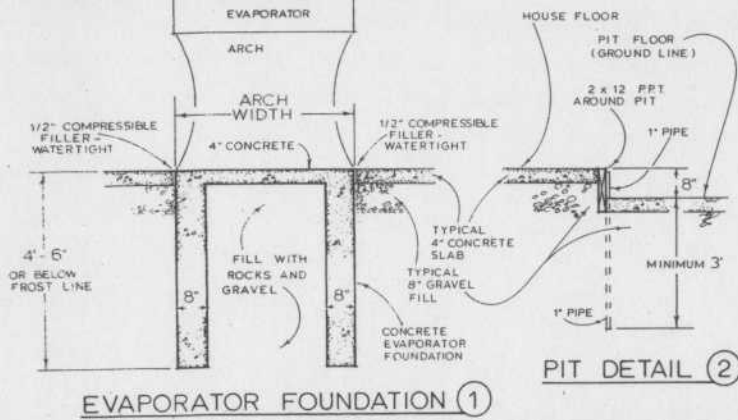 EVAPORATOR
ARCH
ARCH
WIDTH
1/2" COMPRESSIBLE
FILLER -
WATERTIGHT
4" CONCRETE
1/2" COMPRESSIBLE
FILLER -
WATERTIGHT
4'- 6"
OR BELOW
FROST LINE
FILL WITH
ROCKS AND
GRAVEL
8"
8"
TYPICAL
4" CONCRETE
SLAB
TYPICAL
8" GRAVEL
FILL
CONCRETE
EVAPORATOR
FOUNDATION
EVAPORATOR FOUNDATION 1
HOUSE FLOOR
PIT FLOOR
(GROUND LINE)
2 x 12 P.P.T.
AROUND PIT
1" PIPE
8"
MINIMUM 3'
1" PIPE
PIT DETAIL 2